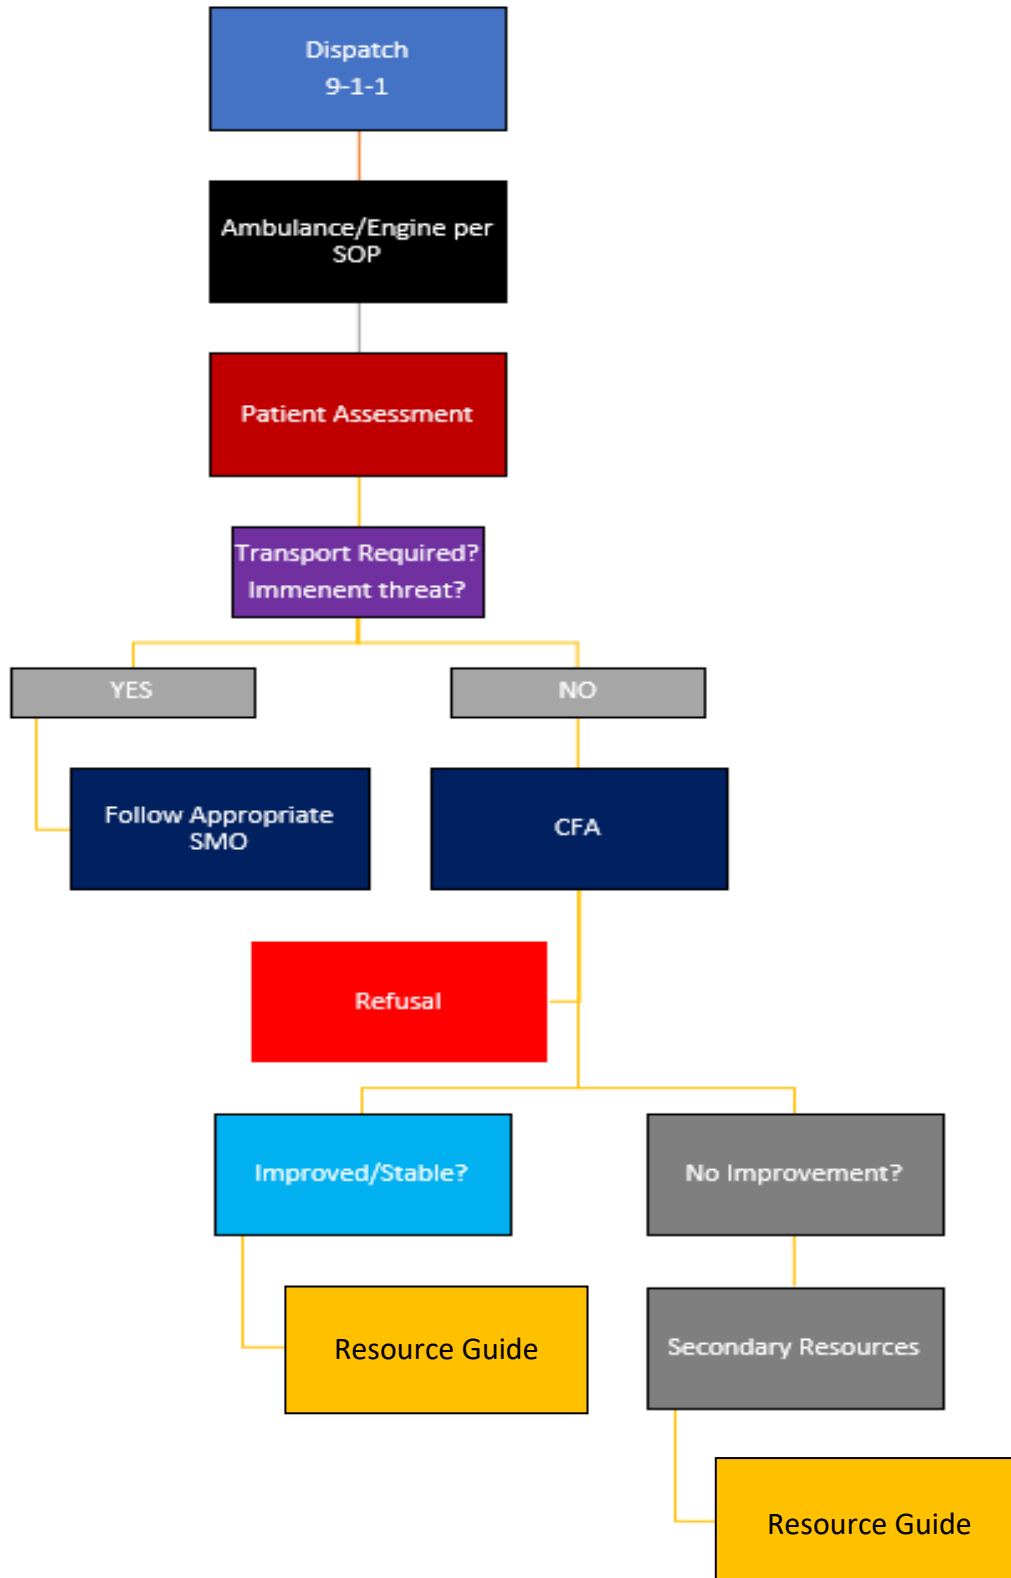 Dispatch
9-1-1
Ambulance/Engine per
SOP
Patient Assessment
Transport Required?
Immenent threat?
YES
NO
Follow Appropriate
SMO
CFA
Refusal
Improved/Stable?
No Improvement?
Resource Guide
Secondary Resources
Resource Guide